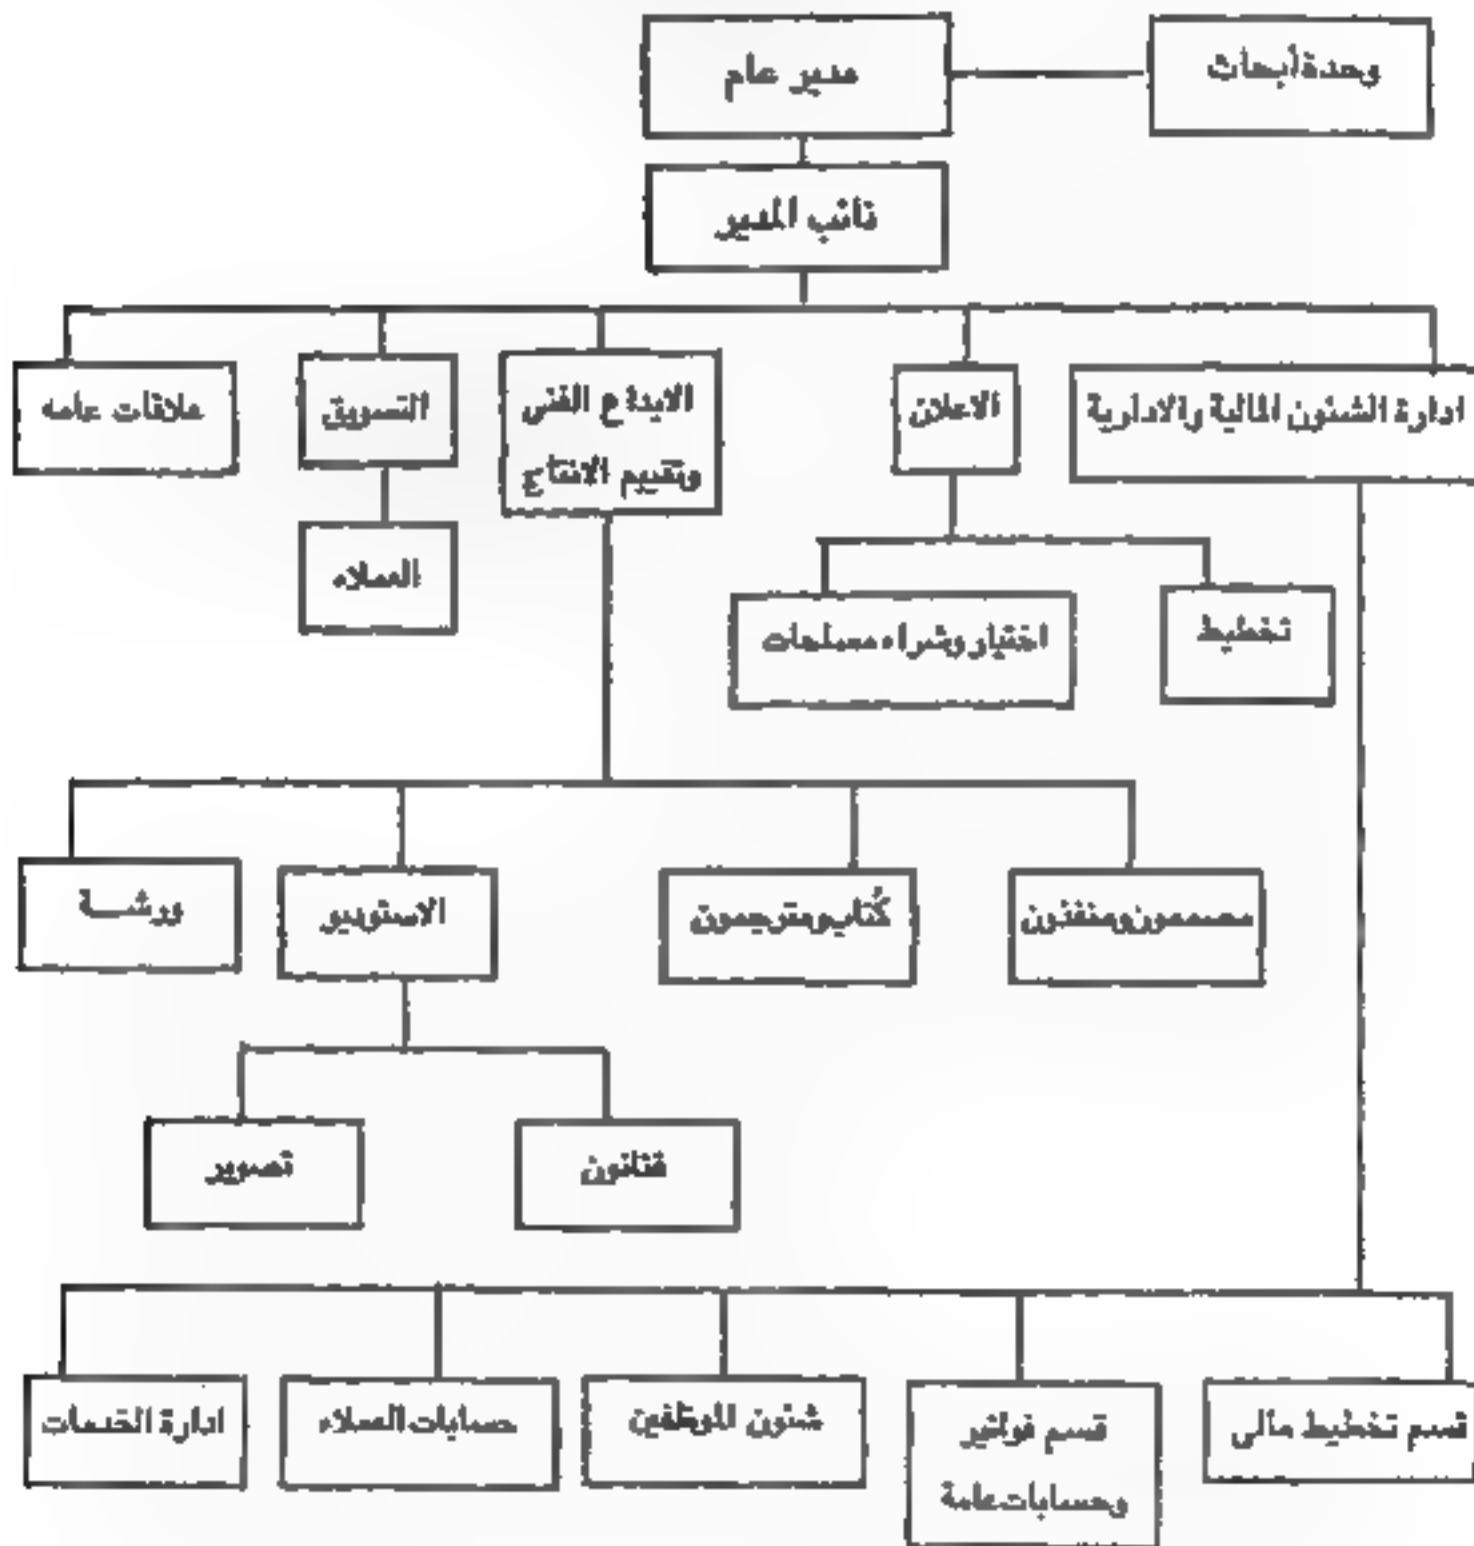 مدير عام
وحدة أبحاث
نائب المدير
ادارة الشئون المالية والادارية
الاعلان
الابداع الفنى
وتقييم الانتاج
التسويق
علاقات عامه
تخطيط
اختيار وشراء مساحات
العملاء
مصممون ومنفذون
كُتاب ومترجمون
الاستوديو
ورشة
فنانون
تصوير
قسم تخطيط مالى
قسم فواتير
وحسابات عامة
شئون الموظفين
حسابات العملاء
ادارة الخدمات